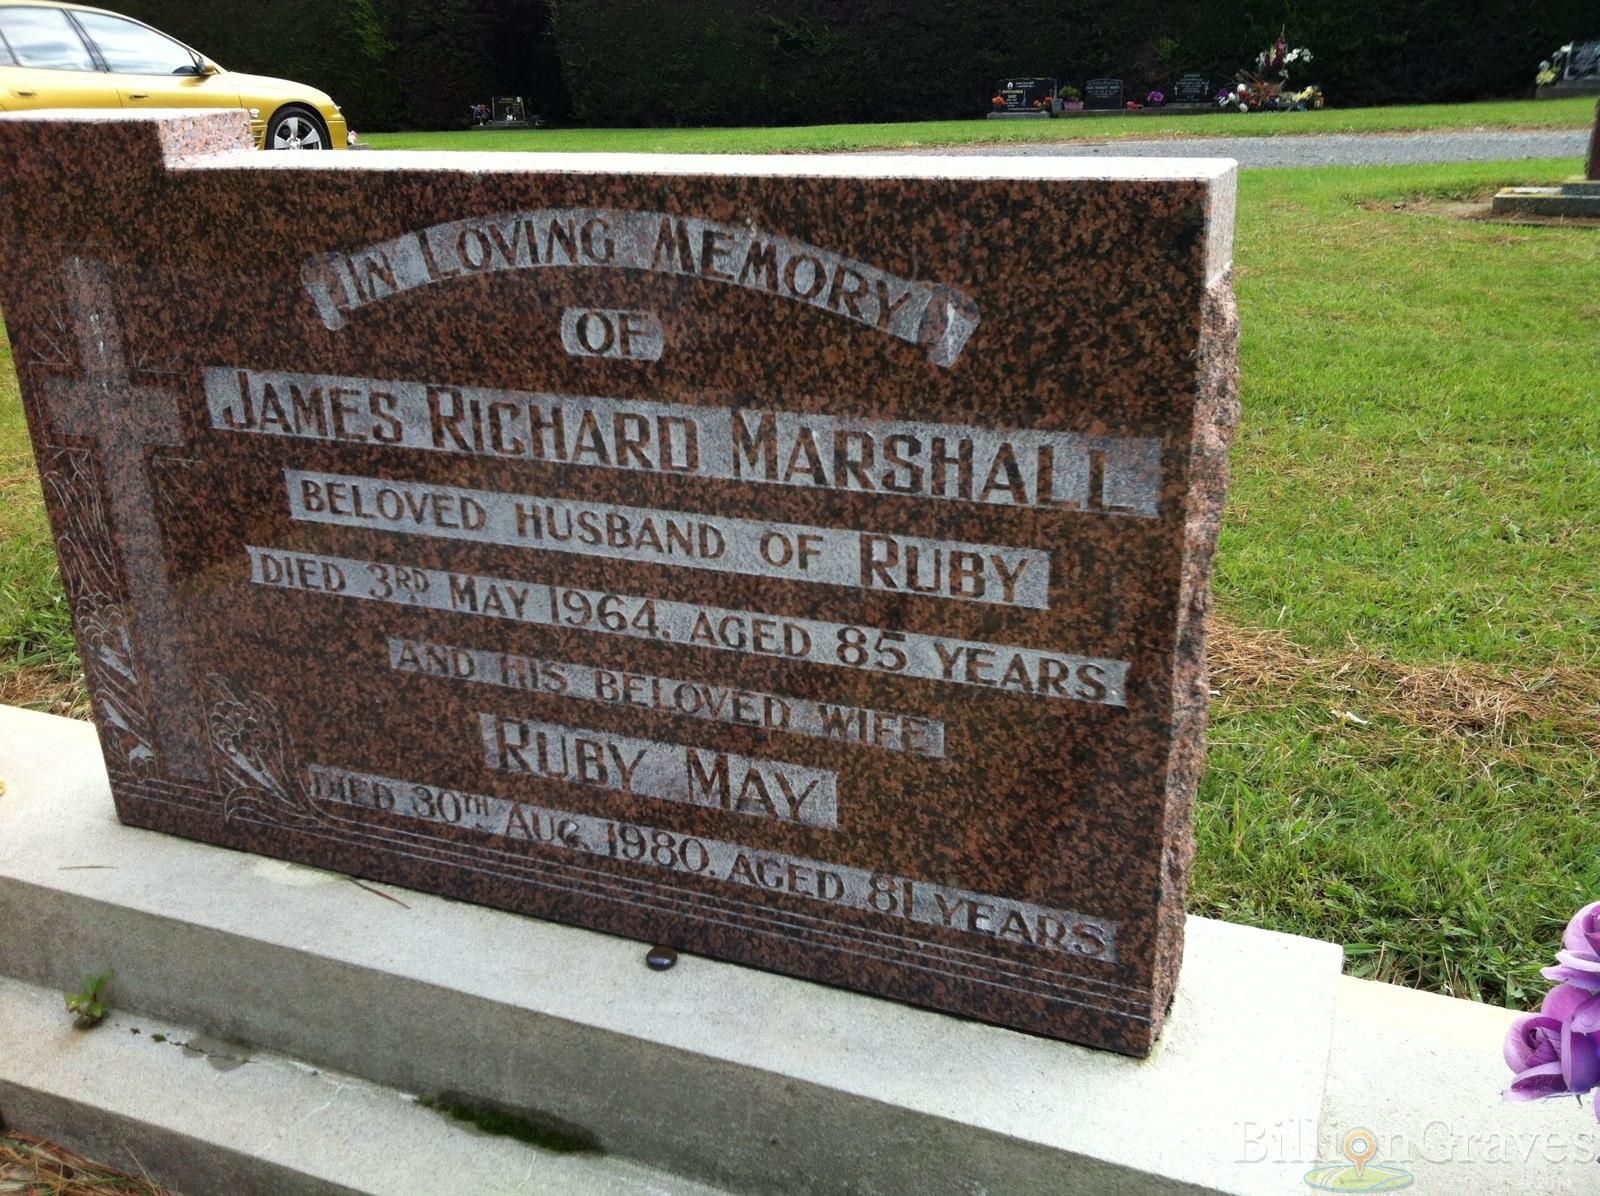 IN LOVING MEMORY
OF
JAMES RICHARD MARSHALL
BELOVED HUSBAND OF RUBY
DIED 3RD MAY 1964. AGED 85 YEARS
AND HIS BELOVED WIFE
RUBY MAY
DIED 30TH AUG. 1980. AGED 81 YEARS
BillionGraves